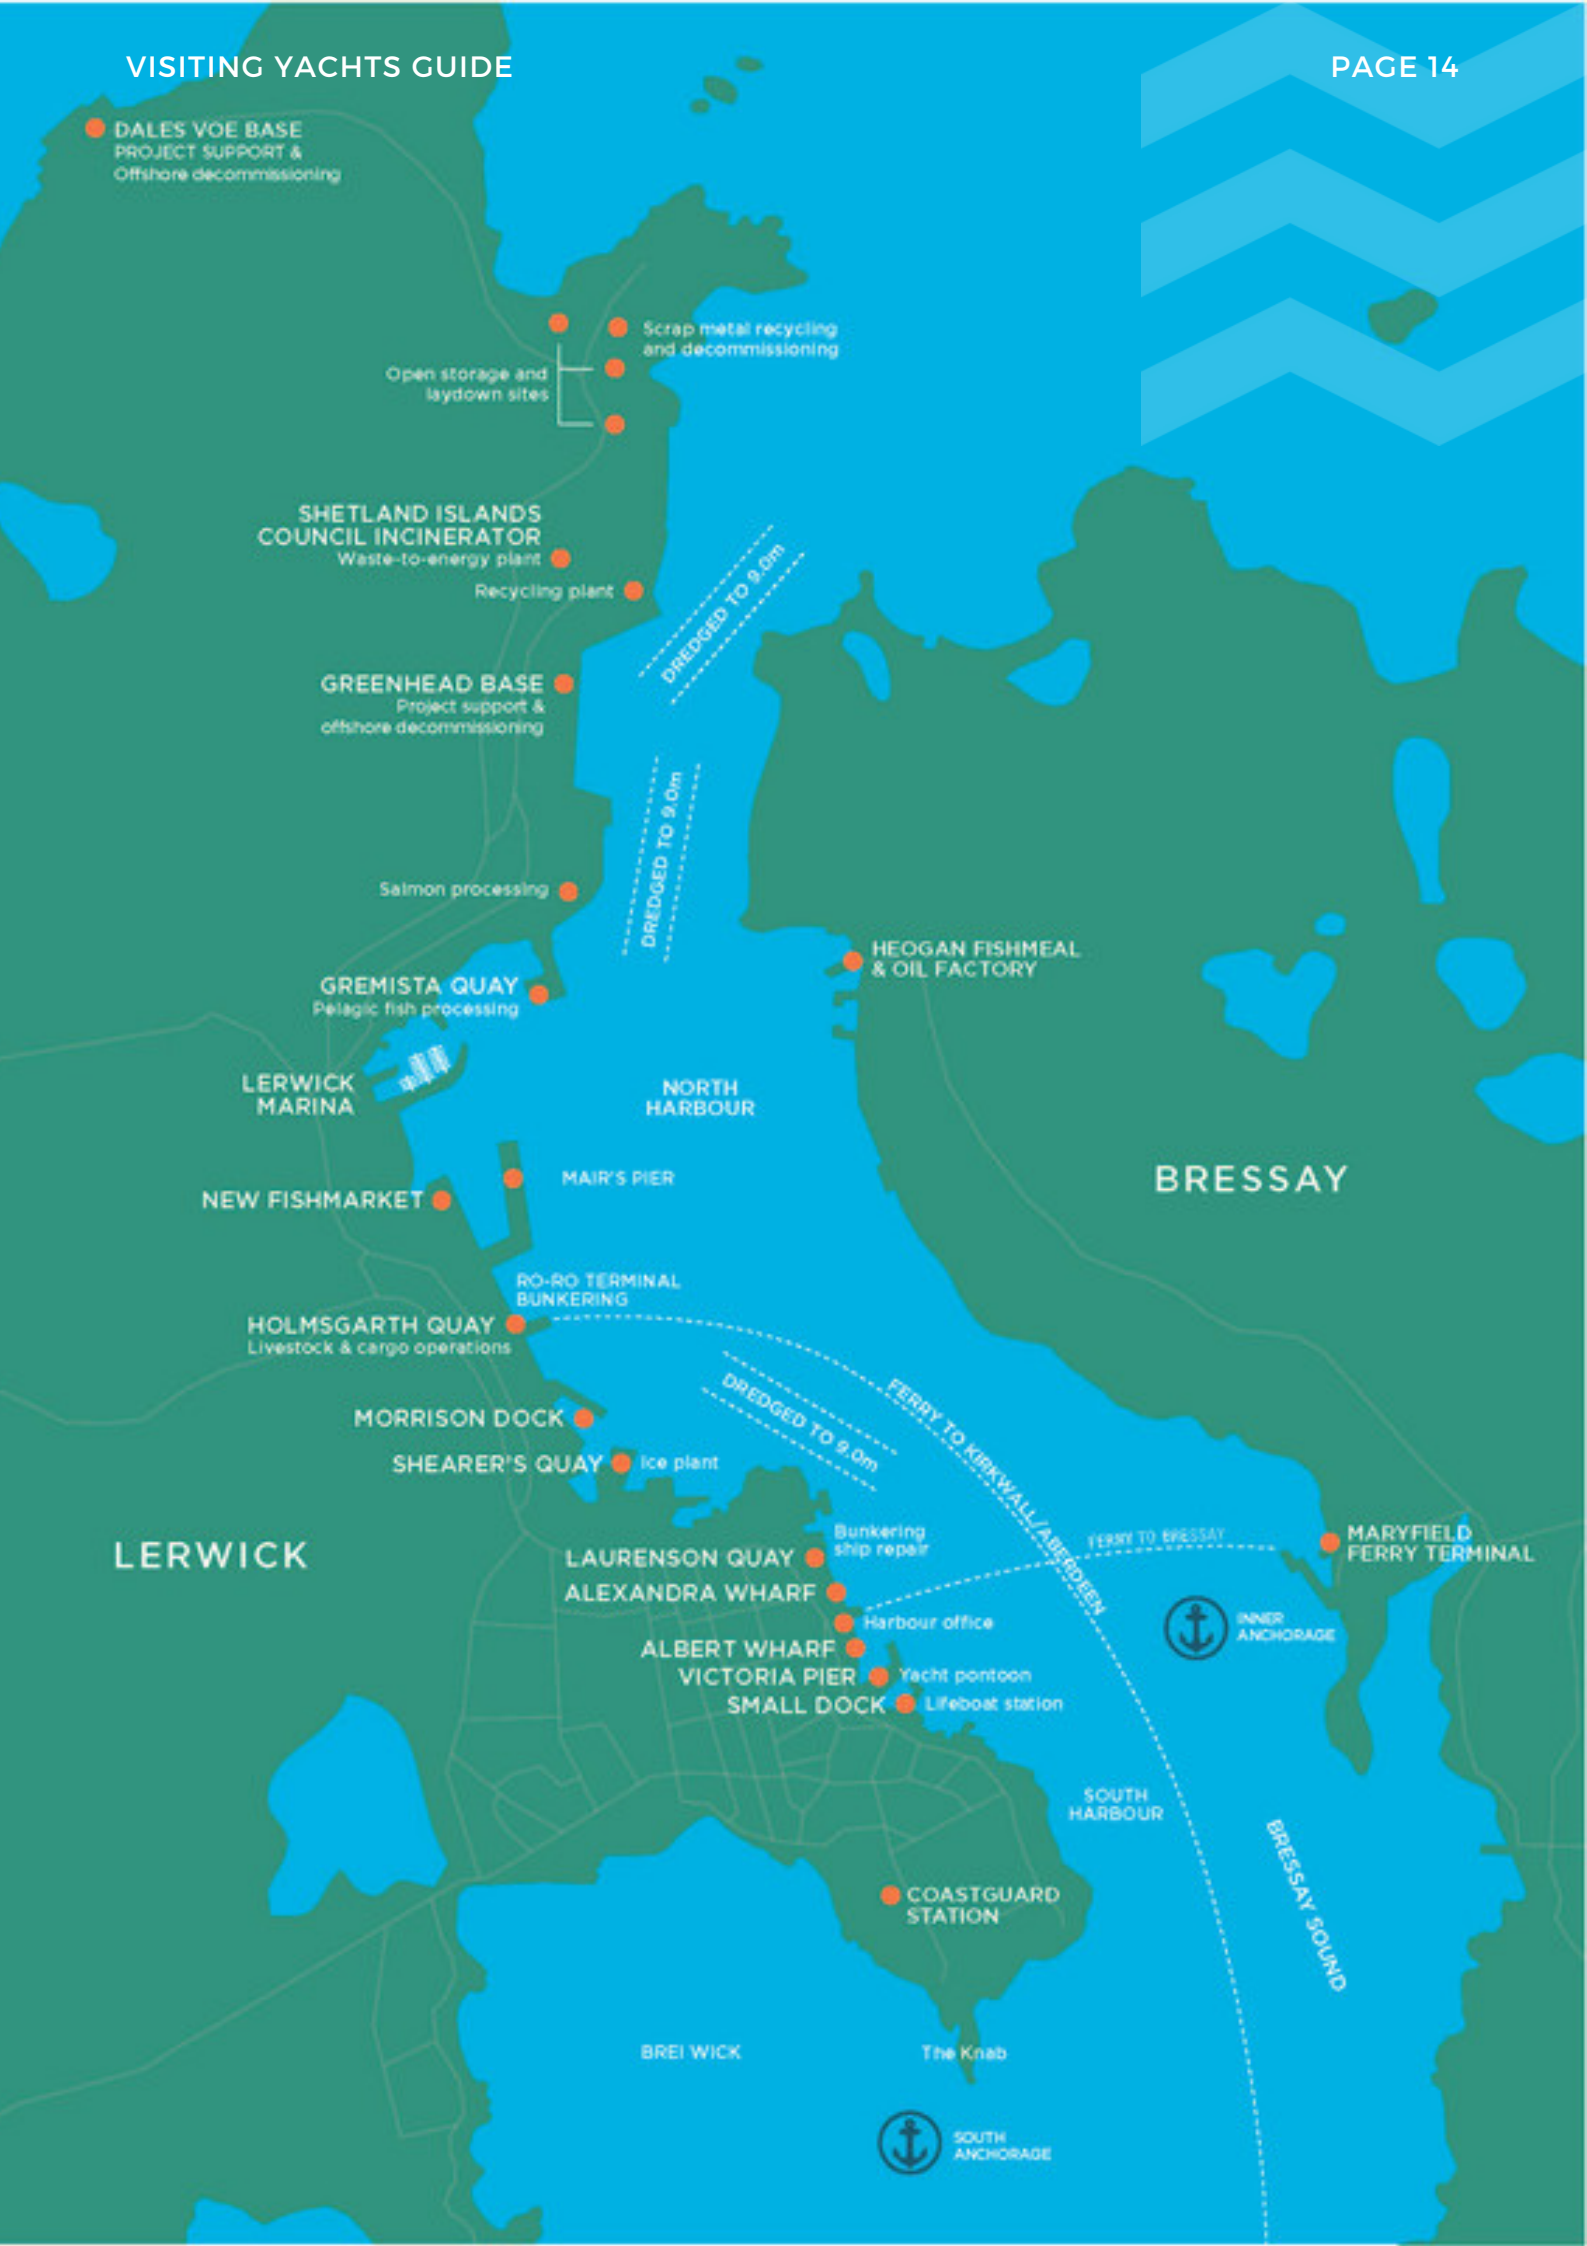 VISITING YACHTS GUIDE
PAGE 14
DALES VOE BASE
PROJECT SUPPORT &
Offshore decommissioning
Scrap metal recycling
and decommissioning
Open storage and
laydown sites
SHETLAND ISLANDS
COUNCIL INCINERATOR
Waste-to-energy plant
Recycling plant
DREDGED TO 9.0m
GREENHEAD BASE
Project support &
offshore decommissioning
DREDGED TO 9.0m
Salmon processing
HEOGAN FISHMEAL
& OIL FACTORY
GREMISTA QUAY
Pelagic fish processing
LERWICK
MARINA
NORTH
HARBOUR
BRESSAY
MAIR'S PIER
NEW FISHMARKET
RO-RO TERMINAL
BUNKERING
HOLMSGARTH QUAY
Livestock & cargo operations
DREDGED TO 9.0m
FERRY TO KIRKWALL/ABERDEEN
MORRISON DOCK
SHEARER'S QUAY
Ice plant
LERWICK
Bunkering
ship repair
FERRY TO BRESSAY
MARYFIELD
FERRY TERMINAL
LAURENSON QUAY
ALEXANDRA WHARF
Harbour office
INNER
ANCHORAGE
ALBERT WHARF
VICTORIA PIER
Yacht pontoon
SMALL DOCK
Lifeboat station
SOUTH
HARBOUR
BRESSAY SOUND
COASTGUARD
STATION
BREI WICK
The Knab
SOUTH
ANCHORAGE